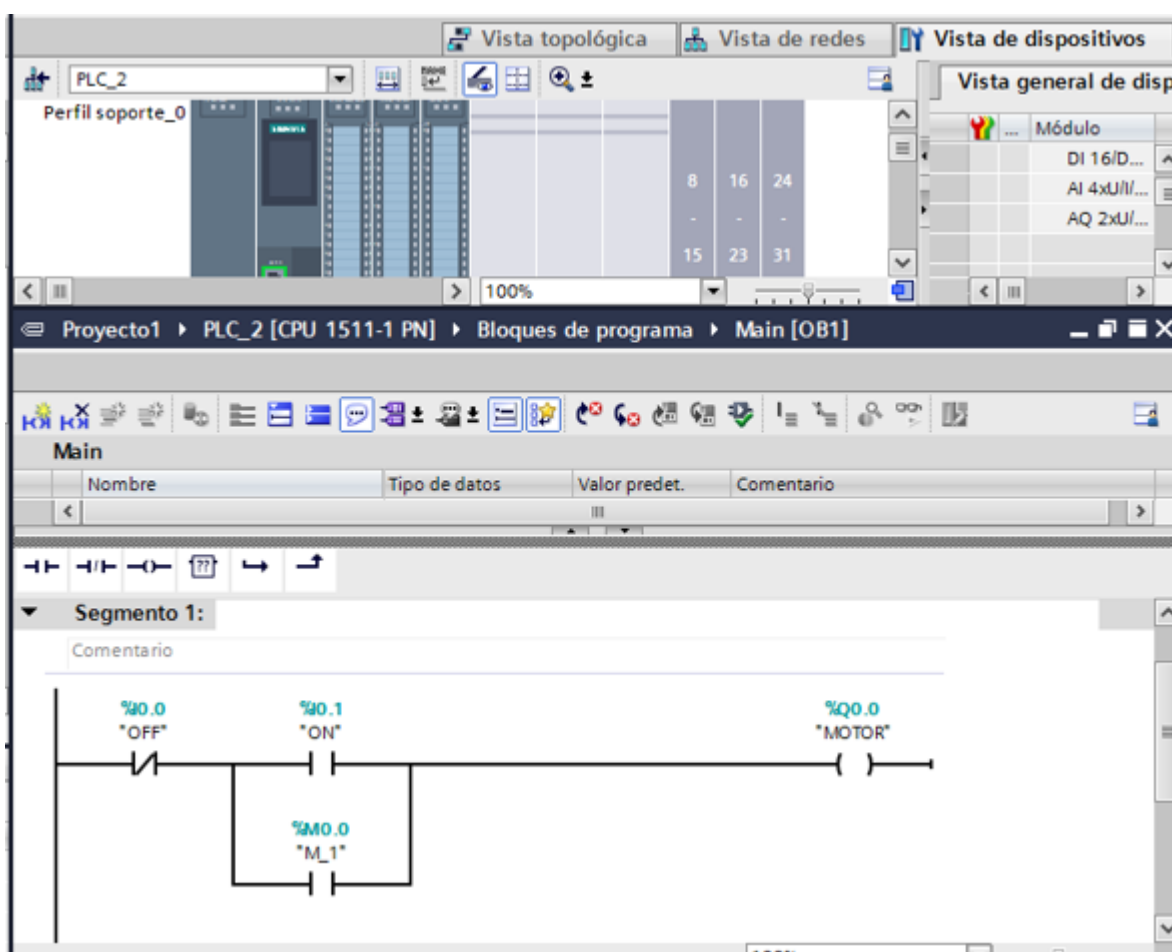 Vista topológica
Vista de redes
Vista de dispositivos
PLC_2
Vista general de disp
Perfil soporte_0
SIEMENS
... Módulo
DI 16/D...
AI 4xU/I/...
AQ 2xU/...
8 16 24
- - -
15 23 31
100%
Proyecto1 ▸ PLC_2 [CPU 1511-1 PN] ▸ Bloques de programa ▸ Main [OB1]
Main
Nombre Tipo de datos Valor predet. Comentario
??
Segmento 1:
Comentario
%I0.0 %I0.1 %Q0.0
"OFF" "ON" "MOTOR"
%M0.0
"M_1"
100%